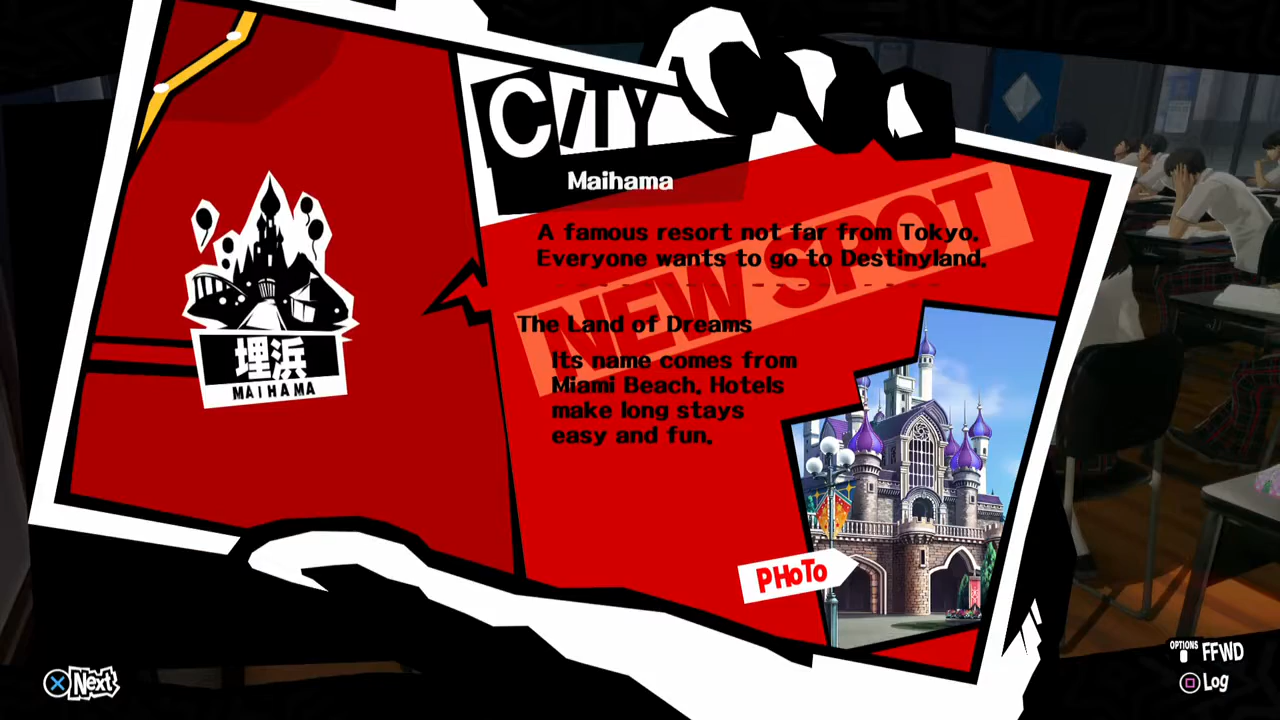 CITY
Maihama
A famous resort not far from Tokyo.
Everyone wants to go to Destinyland.
NEW SPOT
The Land of Dreams
Its name comes from
Miami Beach. Hotels
make long stays
easy and fun.
埋浜
MAIHAMA
PHOTO
Next
OPTIONS
FFWD
Log